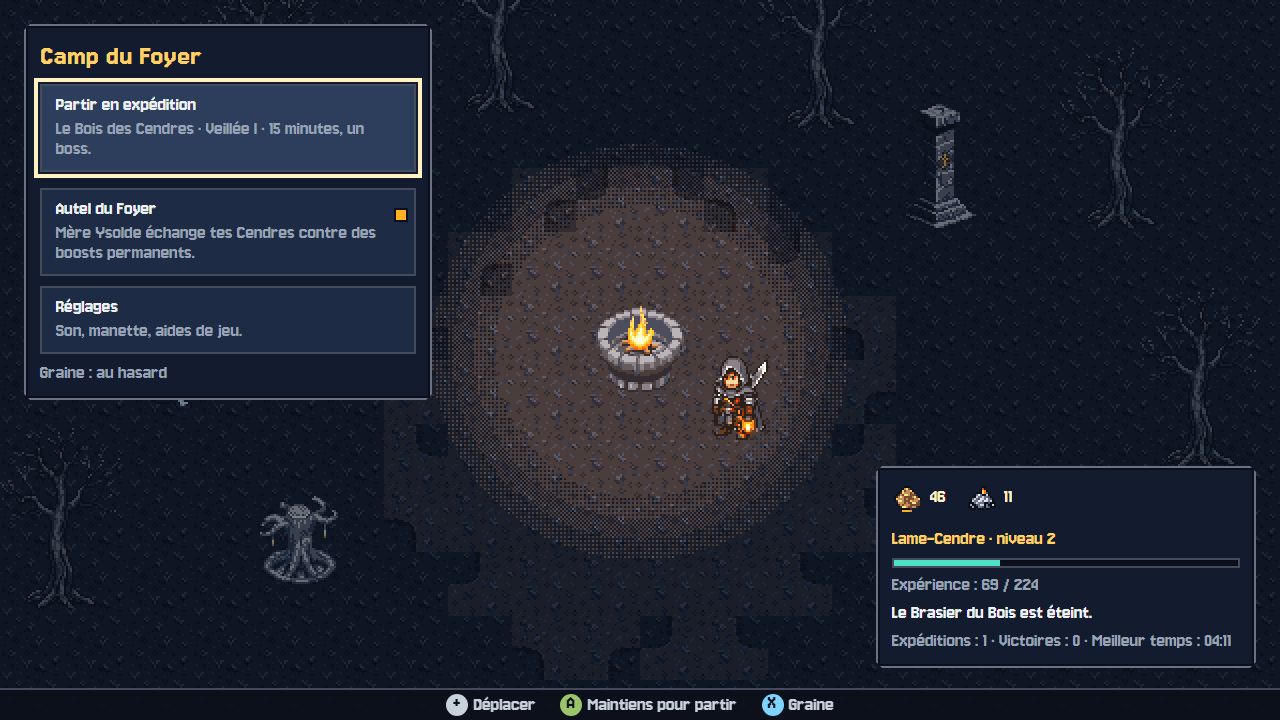 Camp du Foyer
Partir en expédition
Le Bois des Cendres · Veillée I · 15 minutes, un
boss.
Autel du Foyer
Mère Ysolde échange tes Cendres contre des
boosts permanents.
Réglages
Son, manette, aides de jeu.
Graine : au hasard
46 11
Lame-Cendre · niveau 2
Expérience : 69 / 224
Le Brasier du Bois est éteint.
Expéditions : 1 · Victoires : 0 · Meilleur temps : 04:11
+ Déplacer A Maintiens pour partir X Graine